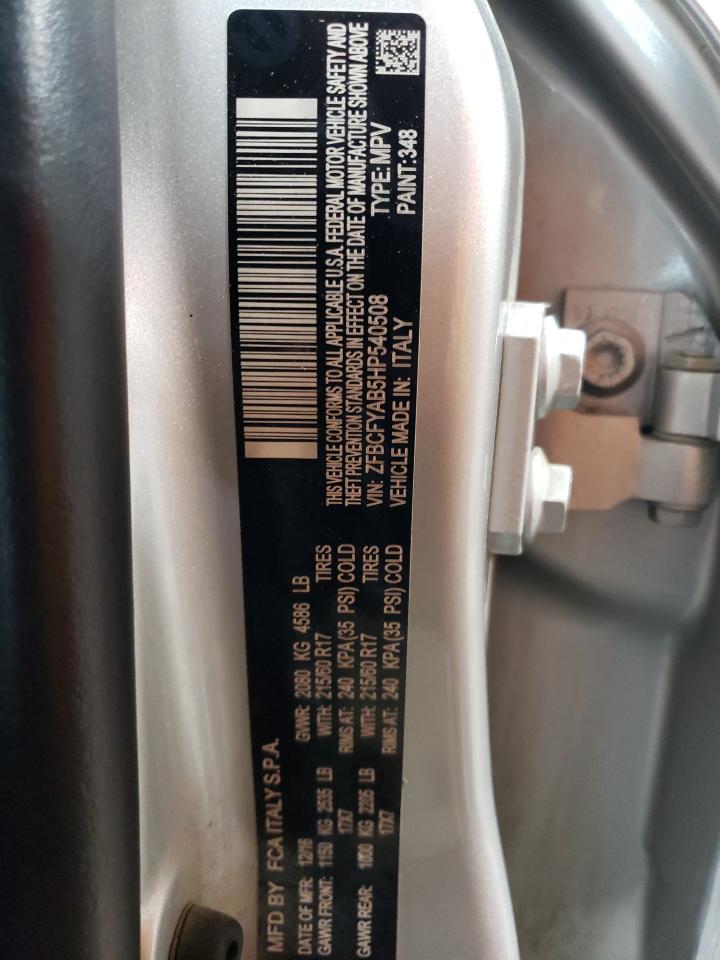 MFD BY FCA ITALY S.P.A.
DATE OF MFR: 12/16 GVWR: 2080 KG 4586 LB
GAWR FRONT: 1150 KG 2535 LB WITH: 215/60 R17 TIRES
17X7 RIMS AT: 240 KPA(35 PSI) COLD
GAWR REAR: 1000 KG 2205 LB WITH: 215/60 R17 TIRES
17X7 RIMS AT: 240 KPA(35 PSI) COLD
THIS VEHICLE CONFORMS TO ALL APPLICABLE U.S.A. FEDERAL MOTOR VEHICLE SAFETY AND
THEFT PREVENTION STANDARDS IN EFFECT ON THE DATE OF MANUFACTURE SHOWN ABOVE
VIN: ZFBCFYAB5HP540508 TYPE: MPV
VEHICLE MADE IN: ITALY PAINT: 348